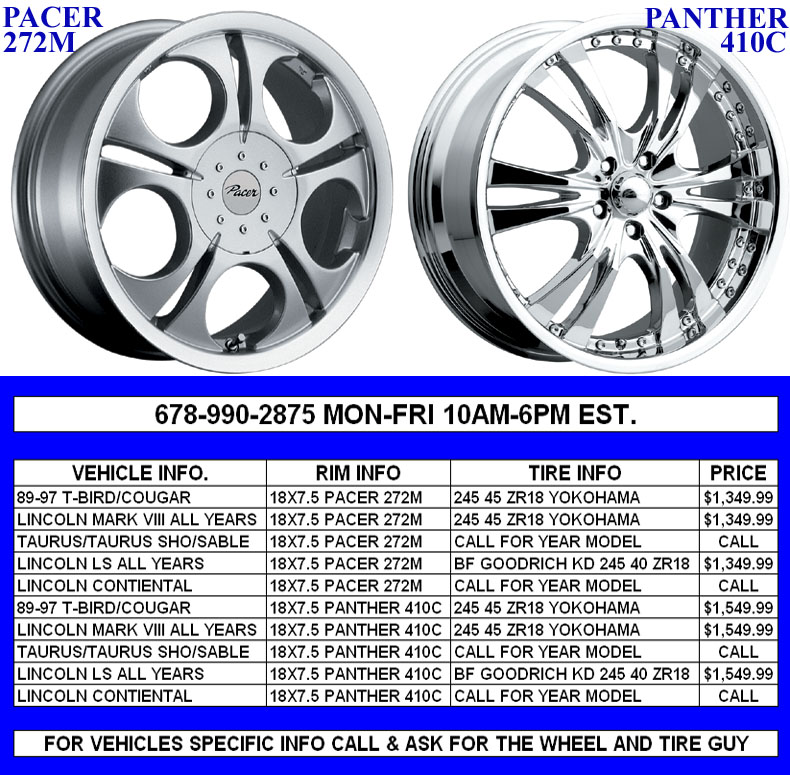 PACER
272M
PANTHER
410C
Pacer
678-990-2875 MON-FRI 10AM-6PM EST.
VEHICLE INFO. RIM INFO TIRE INFO PRICE
89-97 T-BIRD/COUGAR 18X7.5 PACER 272M 245 45 ZR18 YOKOHAMA $1,349.99
LINCOLN MARK VIII ALL YEARS 18X7.5 PACER 272M 245 45 ZR18 YOKOHAMA $1,349.99
TAURUS/TAURUS SHO/SABLE 18X7.5 PACER 272M CALL FOR YEAR MODEL CALL
LINCOLN LS ALL YEARS 18X7.5 PACER 272M BF GOODRICH KD 245 40 ZR18 $1,349.99
LINCOLN CONTIENTAL 18X7.5 PACER 272M CALL FOR YEAR MODEL CALL
89-97 T-BIRD/COUGAR 18X7.5 PANTHER 410C 245 45 ZR18 YOKOHAMA $1,549.99
LINCOLN MARK VIII ALL YEARS 18X7.5 PANTHER 410C 245 45 ZR18 YOKOHAMA $1,549.99
TAURUS/TAURUS SHO/SABLE 18X7.5 PANTHER 410C CALL FOR YEAR MODEL CALL
LINCOLN LS ALL YEARS 18X7.5 PANTHER 410C BF GOODRICH KD 245 40 ZR18 $1,549.99
LINCOLN CONTIENTAL 18X7.5 PANTHER 410C CALL FOR YEAR MODEL CALL
FOR VEHICLES SPECIFIC INFO CALL & ASK FOR THE WHEEL AND TIRE GUY